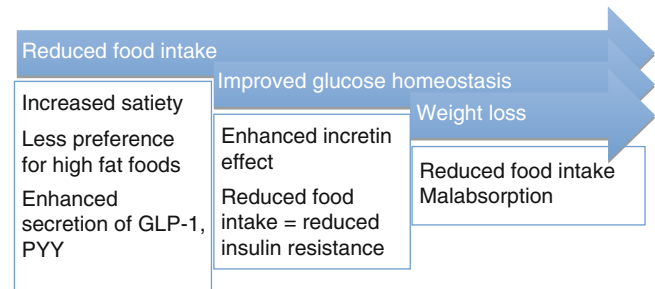 Reduced food intake
Increased satiety
Less preference
for high fat foods
Enhanced
secretion of GLP-1,
PYY
Improved glucose homeostasis
Enhanced incretin
effect
Reduced food
intake = reduced
insulin resistance
Weight loss
Reduced food intake
Malabsorption